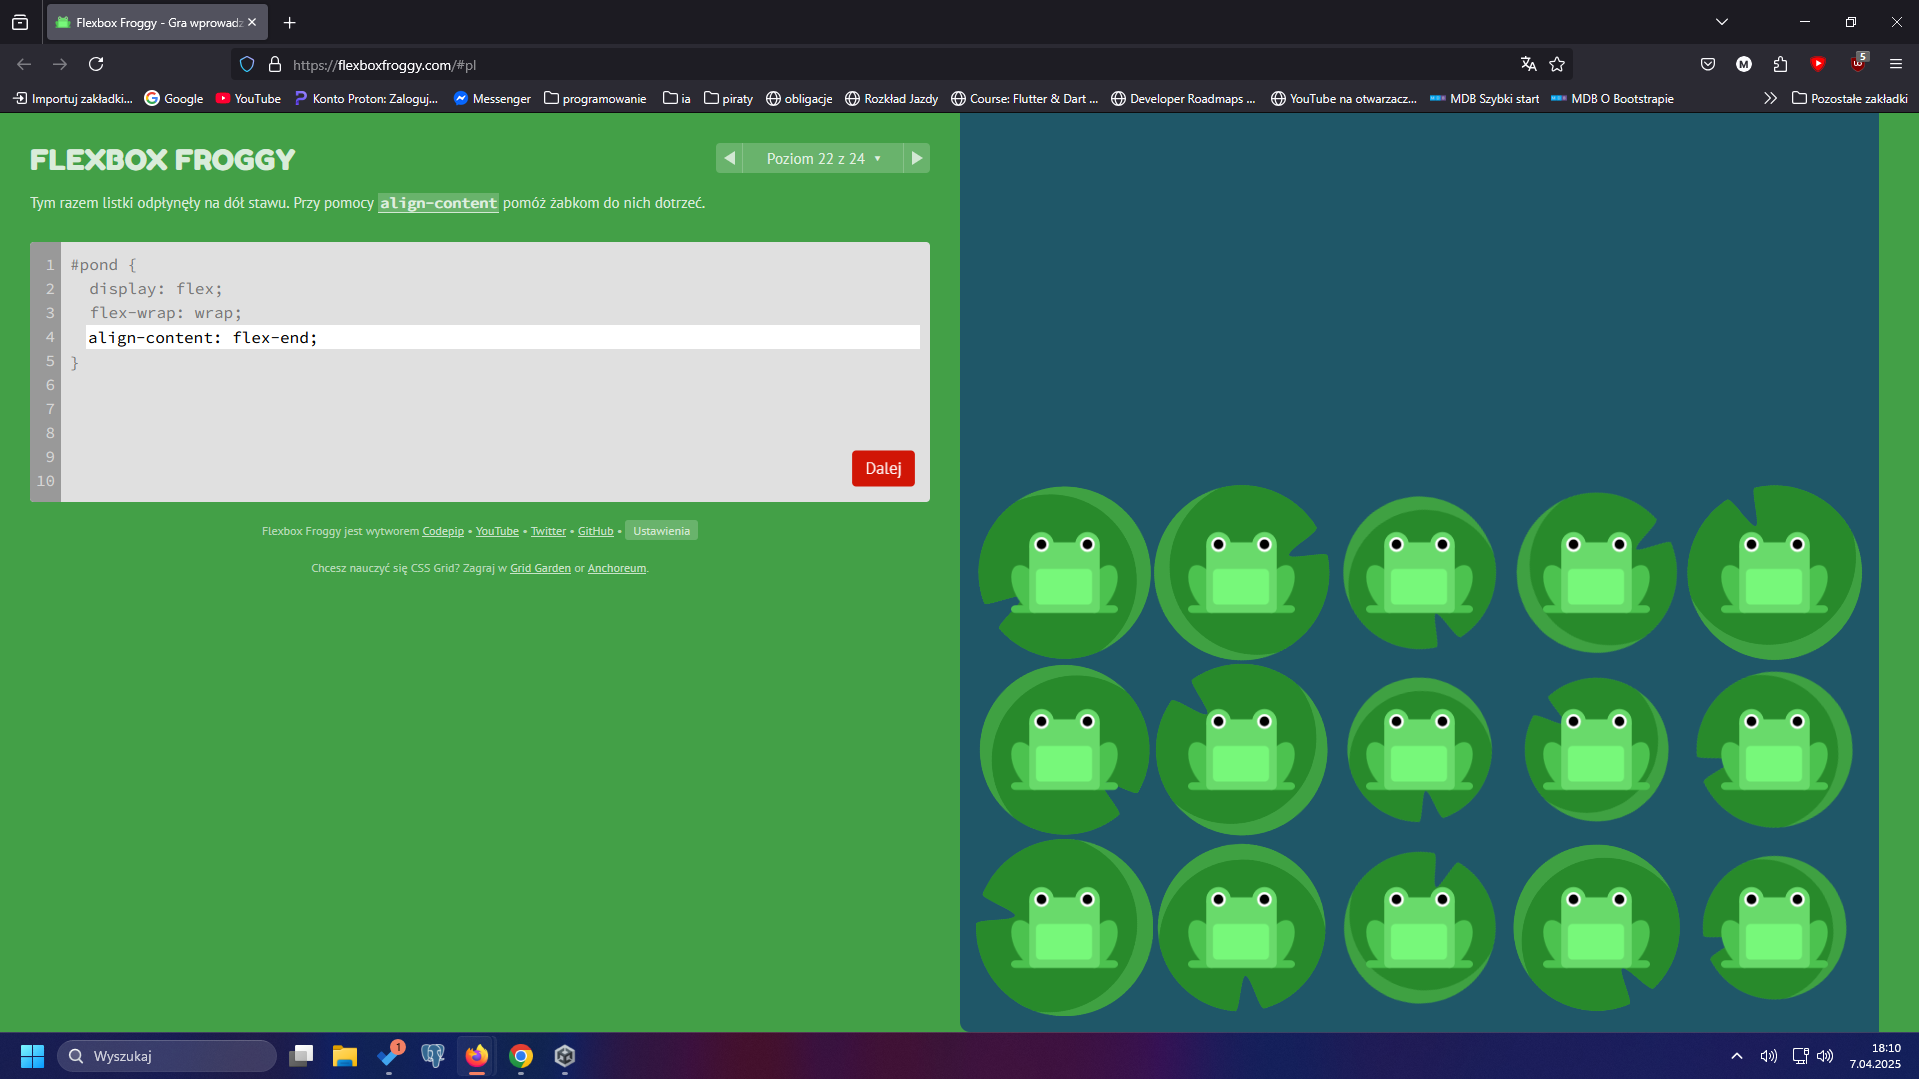 Flexbox Froggy - Gra wprowadz
https://flexboxfroggy.com/#pl
M
5
Importuj zakładki...
Google
YouTube
Konto Proton: Zaloguj...
Messenger
programowanie
ia
piraty
obligacje
Rozkład Jazdy
Course: Flutter & Dart ...
Developer Roadmaps ...
YouTube na otwarzacz...
MDB Szybki start
MDB O Bootstrapie
Pozostałe zakładki
FLEXBOX FROGGY
Poziom 22 z 24
Tym razem listki odpłynęły na dół stawu. Przy pomocy align-content pomóż żabkom do nich dotrzeć.
1 #pond {
2 display: flex;
3 flex-wrap: wrap;
4 align-content: flex-end;
5 }
6
7
8
9
10
Dalej
Flexbox Froggy jest wytworem Codepip • YouTube • Twitter • GitHub • Ustawienia
Chcesz nauczyć się CSS Grid? Zagraj w Grid Garden or Anchoreum.
Wyszukaj
1
18:10
7.04.2025